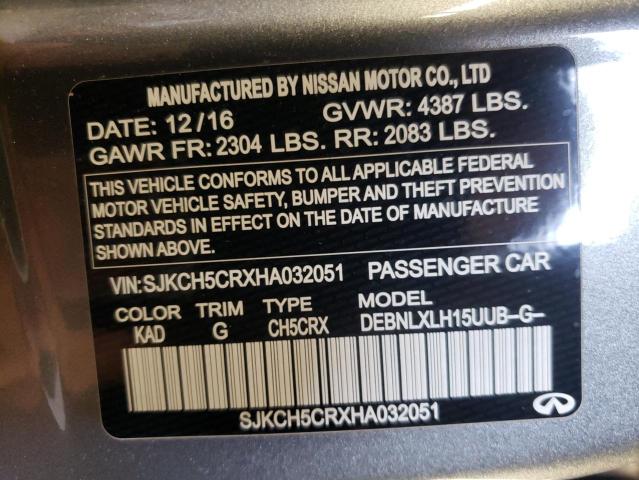 MANUFACTURED BY NISSAN MOTOR CO., LTD
DATE: 12/16 GVWR: 4387 LBS.
GAWR FR: 2304 LBS. RR: 2083 LBS.
THIS VEHICLE CONFORMS TO ALL APPLICABLE FEDERAL
MOTOR VEHICLE SAFETY, BUMPER AND THEFT PREVENTION
STANDARDS IN EFFECT ON THE DATE OF MANUFACTURE
SHOWN ABOVE.
VIN:SJKCH5CRXHA032051 PASSENGER CAR
COLOR TRIM TYPE MODEL
KAD G CH5CRX DEBNLXLH15UUB-G-
SJKCH5CRXHA032051